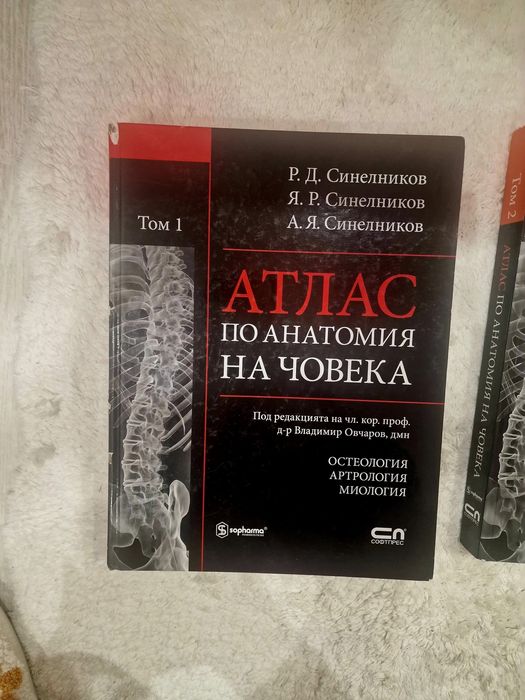 Том 1
Р. Д. Синелников
Я. Р. Синелников
А. Я. Синелников
АТЛАС
ПО АНАТОМИЯ
НА ЧОВЕКА
Под редакцията на чл. кор. проф.
д-р Владимир Овчаров, дмн
ОСТЕОЛОГИЯ
АРТРОЛОГИЯ
МИОЛОГИЯ
sopharma
СП
СОФТПРЕС
Том 2
АТЛАС ПО АНАТОМИЯ НА ЧОВЕКА